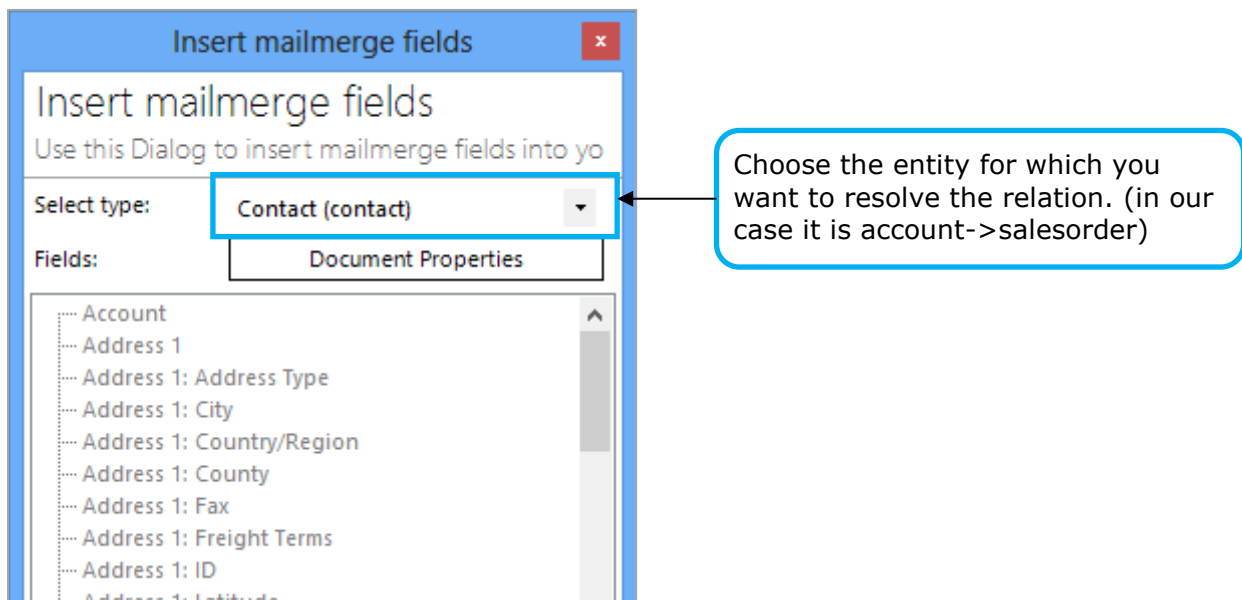 Insert mailmerge fields
x
Insert mailmerge fields
Use this Dialog to insert mailmerge fields into yo
Select type:
Contact (contact)
Fields:
Document Properties
Account
Address 1
Address 1: Address Type
Address 1: City
Address 1: Country/Region
Address 1: County
Address 1: Fax
Address 1: Freight Terms
Address 1: ID
Address 1: Latitude
Choose the entity for which you
want to resolve the relation. (in our
case it is account->salesorder)